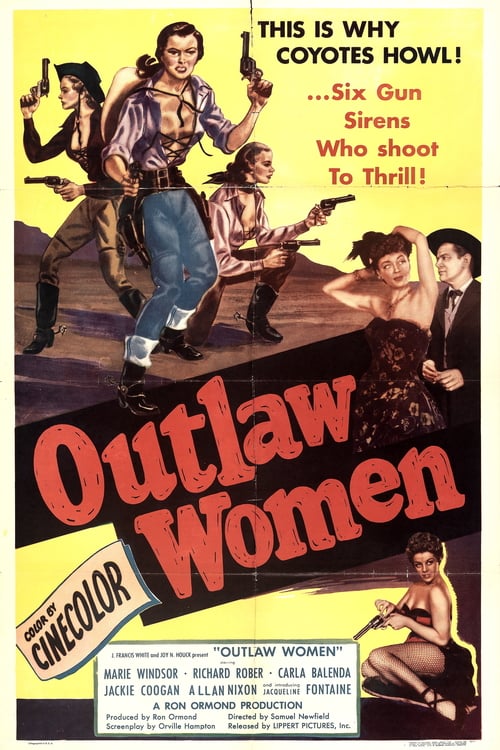 THIS IS WHY
COYOTES HOWL!
...Six Gun
Sirens
Who shoot
To Thrill!
Outlaw
Women
COLOR BY
CINECOLOR
J. FRANCIS WHITE and JOY N. HOUCK present "OUTLAW WOMEN"
starring
MARIE WINDSOR · RICHARD ROBER · CARLA BALENDA
JACKIE COOGAN · ALLAN NIXON and introducing JACQUELINE FONTAINE
A RON ORMOND PRODUCTION
Produced by Ron Ormond Directed by Samuel Newfield
Screenplay by Orville Hampton Released by LIPPERT PICTURES, Inc.